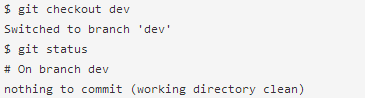 $ git checkout dev
Switched to branch 'dev'
$ git status
# On branch dev
nothing to commit (working directory clean)